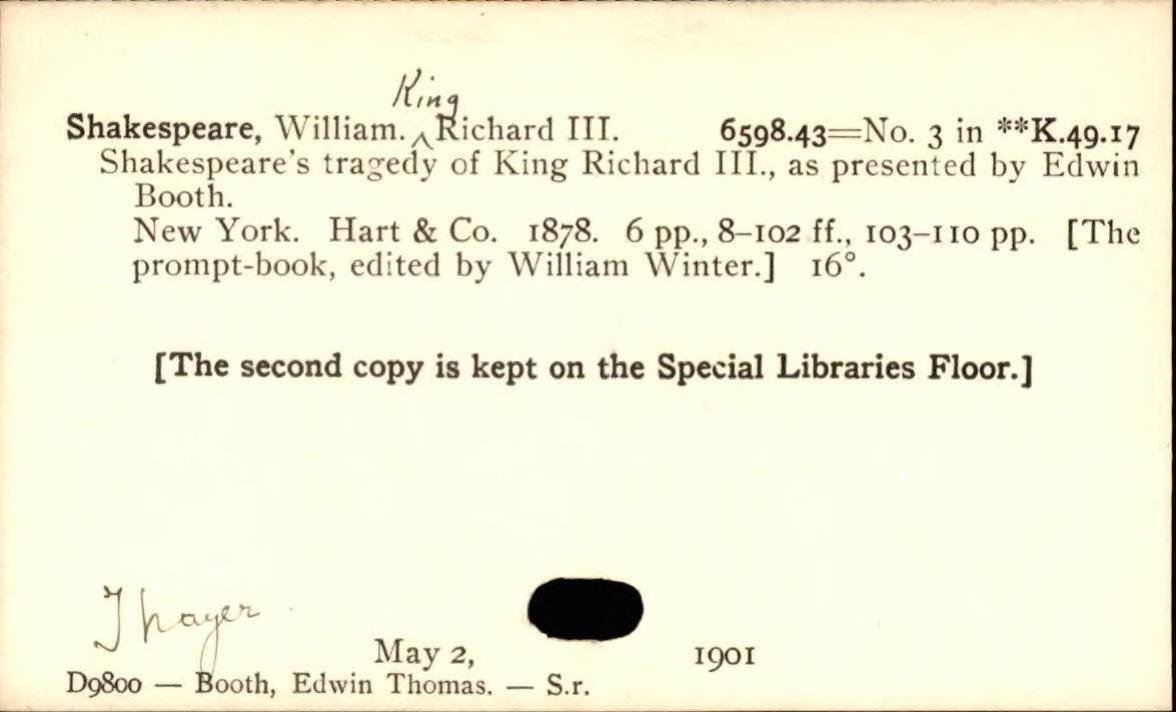 King
Shakespeare, William. ‸Richard III. 6598.43=No. 3 in **K.49.17
Shakespeare's tragedy of King Richard III., as presented by Edwin
Booth.
New York. Hart & Co. 1878. 6 pp., 8-102 ff., 103-110 pp. [The
prompt-book, edited by William Winter.] 16°.
[The second copy is kept on the Special Libraries Floor.]
Thayer
May 2, 1901
D9800 — Booth, Edwin Thomas. — S.r.